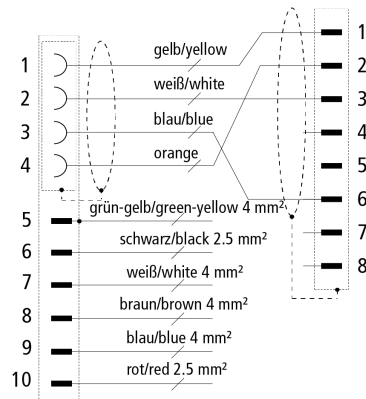 gelb/yellow
weiß/white
blau/blue
orange
grün-gelb/green-yellow 4 mm²
schwarz/black 2.5 mm²
weiß/white 4 mm²
braun/brown 4 mm²
blau/blue 4 mm²
rot/red 2.5 mm²
1
2
3
4
5
6
7
8
9
10
1
2
3
4
5
6
7
8